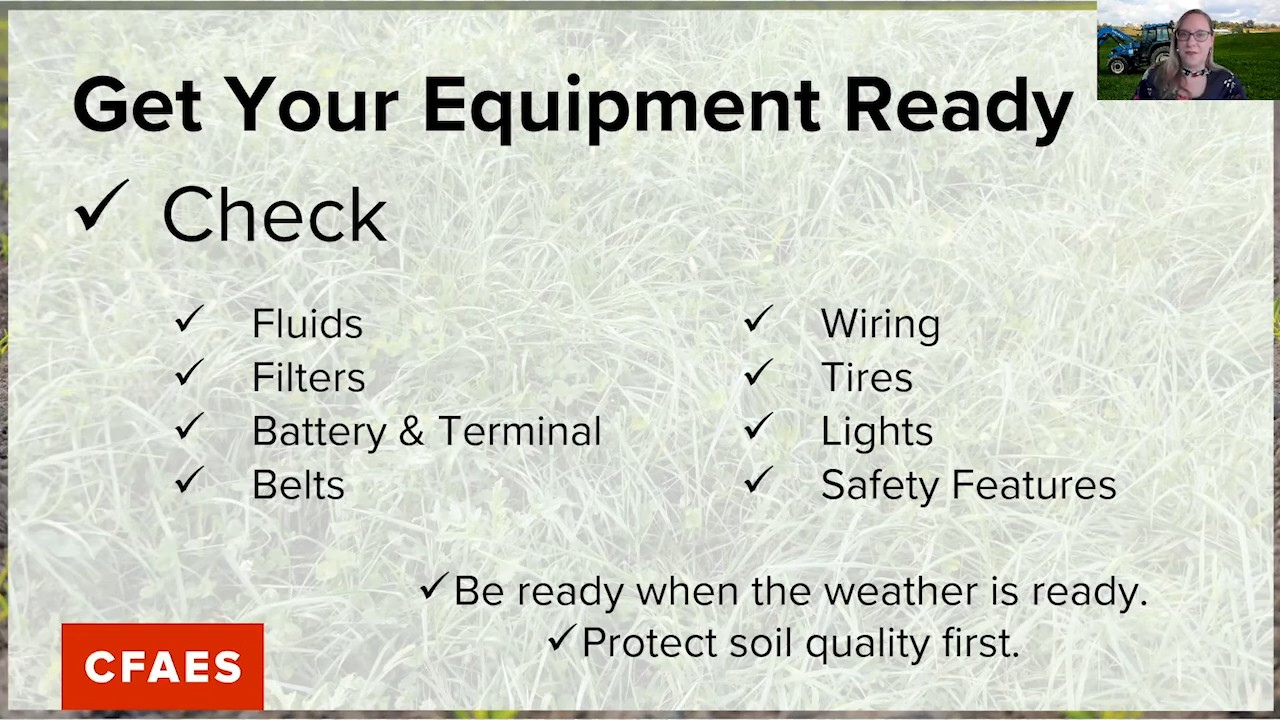 Get Your Equipment Ready
✓ Check
✓ Fluids
✓ Filters
✓ Battery & Terminal
✓ Belts
✓ Wiring
✓ Tires
✓ Lights
✓ Safety Features
✓Be ready when the weather is ready.
✓Protect soil quality first.
CFAES